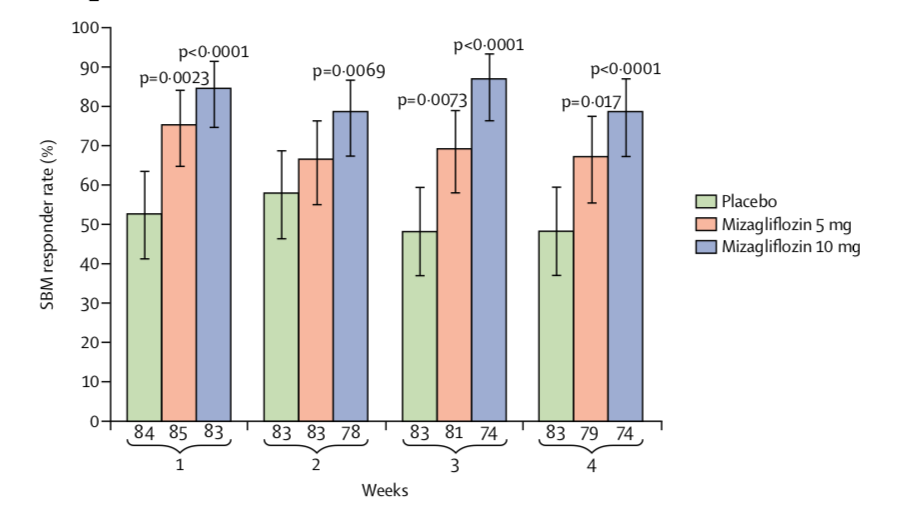 100
90
80
70
60
50
40
30
20
10
0
SBM responder rate (%)
p=0·0023
p<0·0001
p=0·0069
p=0·0073
p<0·0001
p=0·017
p<0·0001
84 85 83
83 83 78
83 81 74
83 79 74
1
2
3
4
Weeks
Placebo
Mizagliflozin 5 mg
Mizagliflozin 10 mg